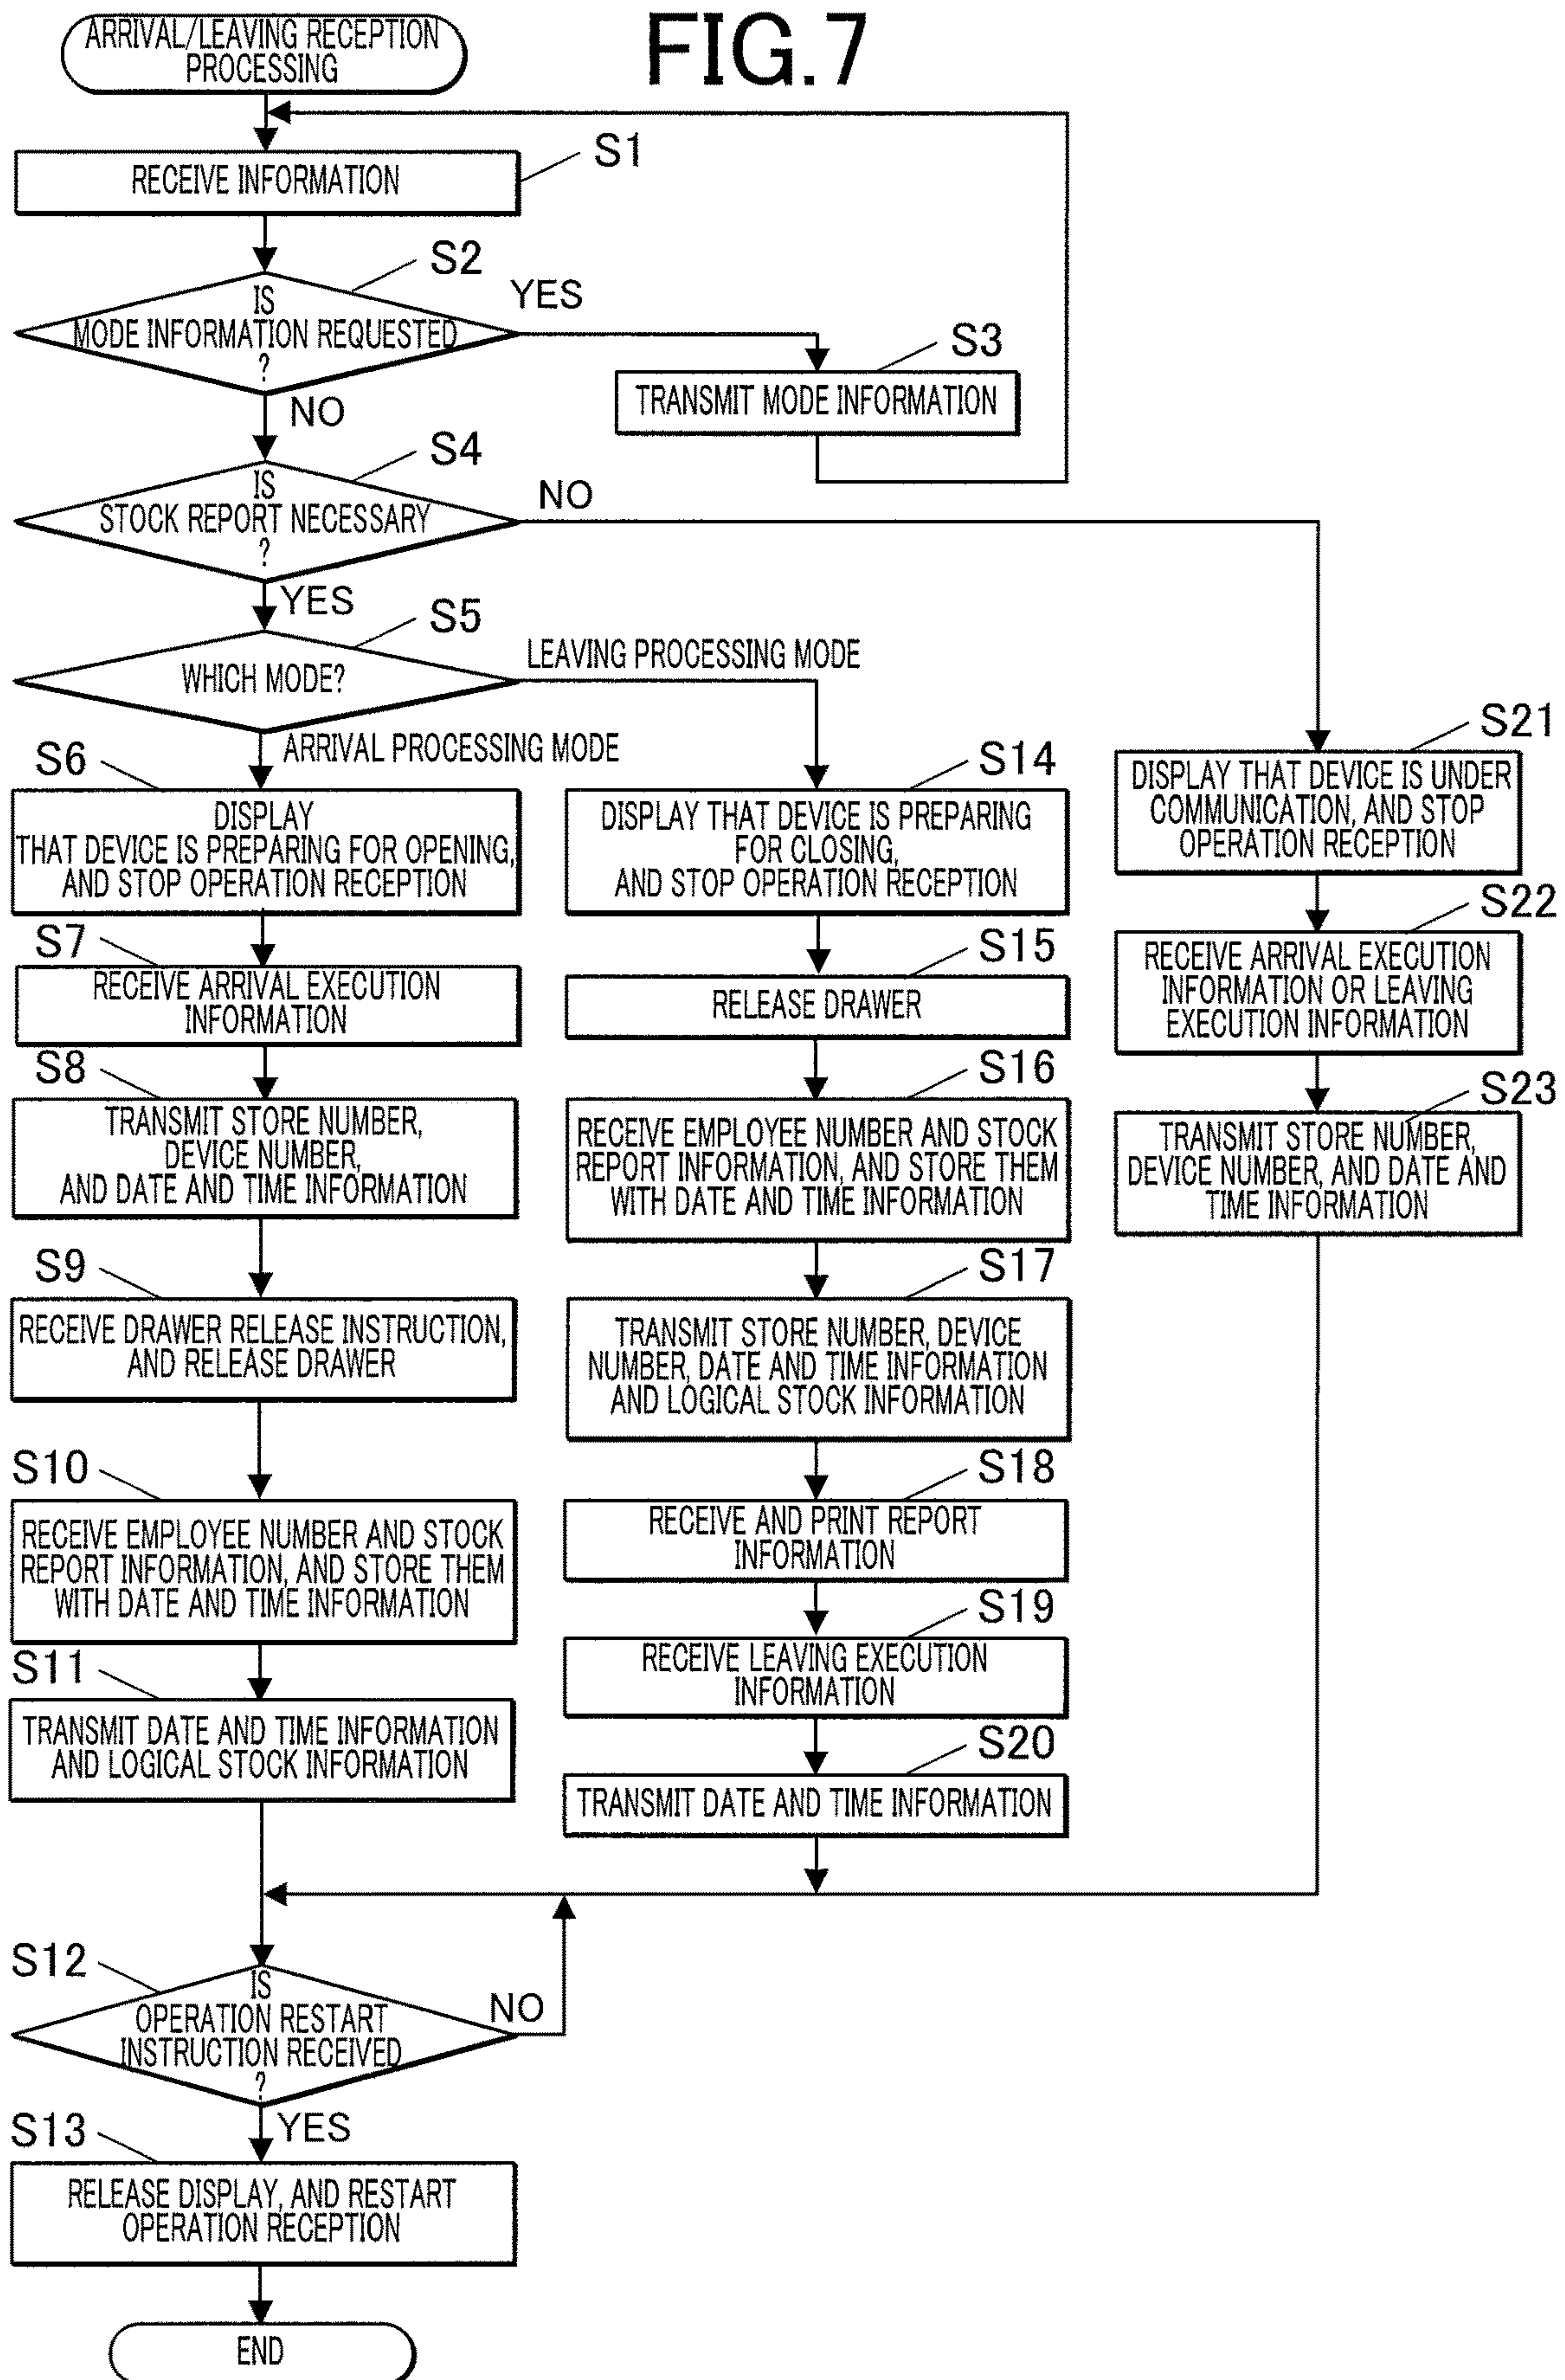 FIG.7
ARRIVAL/LEAVING RECEPTION
PROCESSING
S1
RECEIVE INFORMATION
S2
IS
MODE INFORMATION REQUESTED
?
YES
NO
S3
TRANSMIT MODE INFORMATION
S4
IS
STOCK REPORT NECESSARY
?
NO
YES
S5
WHICH MODE?
LEAVING PROCESSING MODE
ARRIVAL PROCESSING MODE
S6
DISPLAY
THAT DEVICE IS PREPARING FOR OPENING,
AND STOP OPERATION RECEPTION
S7
RECEIVE ARRIVAL EXECUTION
INFORMATION
S8
TRANSMIT STORE NUMBER,
DEVICE NUMBER,
AND DATE AND TIME INFORMATION
S9
RECEIVE DRAWER RELEASE INSTRUCTION,
AND RELEASE DRAWER
S10
RECEIVE EMPLOYEE NUMBER AND STOCK
REPORT INFORMATION, AND STORE THEM
WITH DATE AND TIME INFORMATION
S11
TRANSMIT DATE AND TIME INFORMATION
AND LOGICAL STOCK INFORMATION
S14
DISPLAY THAT DEVICE IS PREPARING
FOR CLOSING,
AND STOP OPERATION RECEPTION
S15
RELEASE DRAWER
S16
RECEIVE EMPLOYEE NUMBER AND STOCK
REPORT INFORMATION, AND STORE THEM
WITH DATE AND TIME INFORMATION
S17
TRANSMIT STORE NUMBER, DEVICE
NUMBER, DATE AND TIME INFORMATION
AND LOGICAL STOCK INFORMATION
S18
RECEIVE AND PRINT REPORT
INFORMATION
S19
RECEIVE LEAVING EXECUTION
INFORMATION
S20
TRANSMIT DATE AND TIME INFORMATION
S21
DISPLAY THAT DEVICE IS UNDER
COMMUNICATION, AND STOP
OPERATION RECEPTION
S22
RECEIVE ARRIVAL EXECUTION
INFORMATION OR LEAVING
EXECUTION INFORMATION
S23
TRANSMIT STORE NUMBER,
DEVICE NUMBER, AND DATE AND
TIME INFORMATION
S12
IS
OPERATION RESTART
INSTRUCTION RECEIVED
?
NO
YES
S13
RELEASE DISPLAY, AND RESTART
OPERATION RECEPTION
END